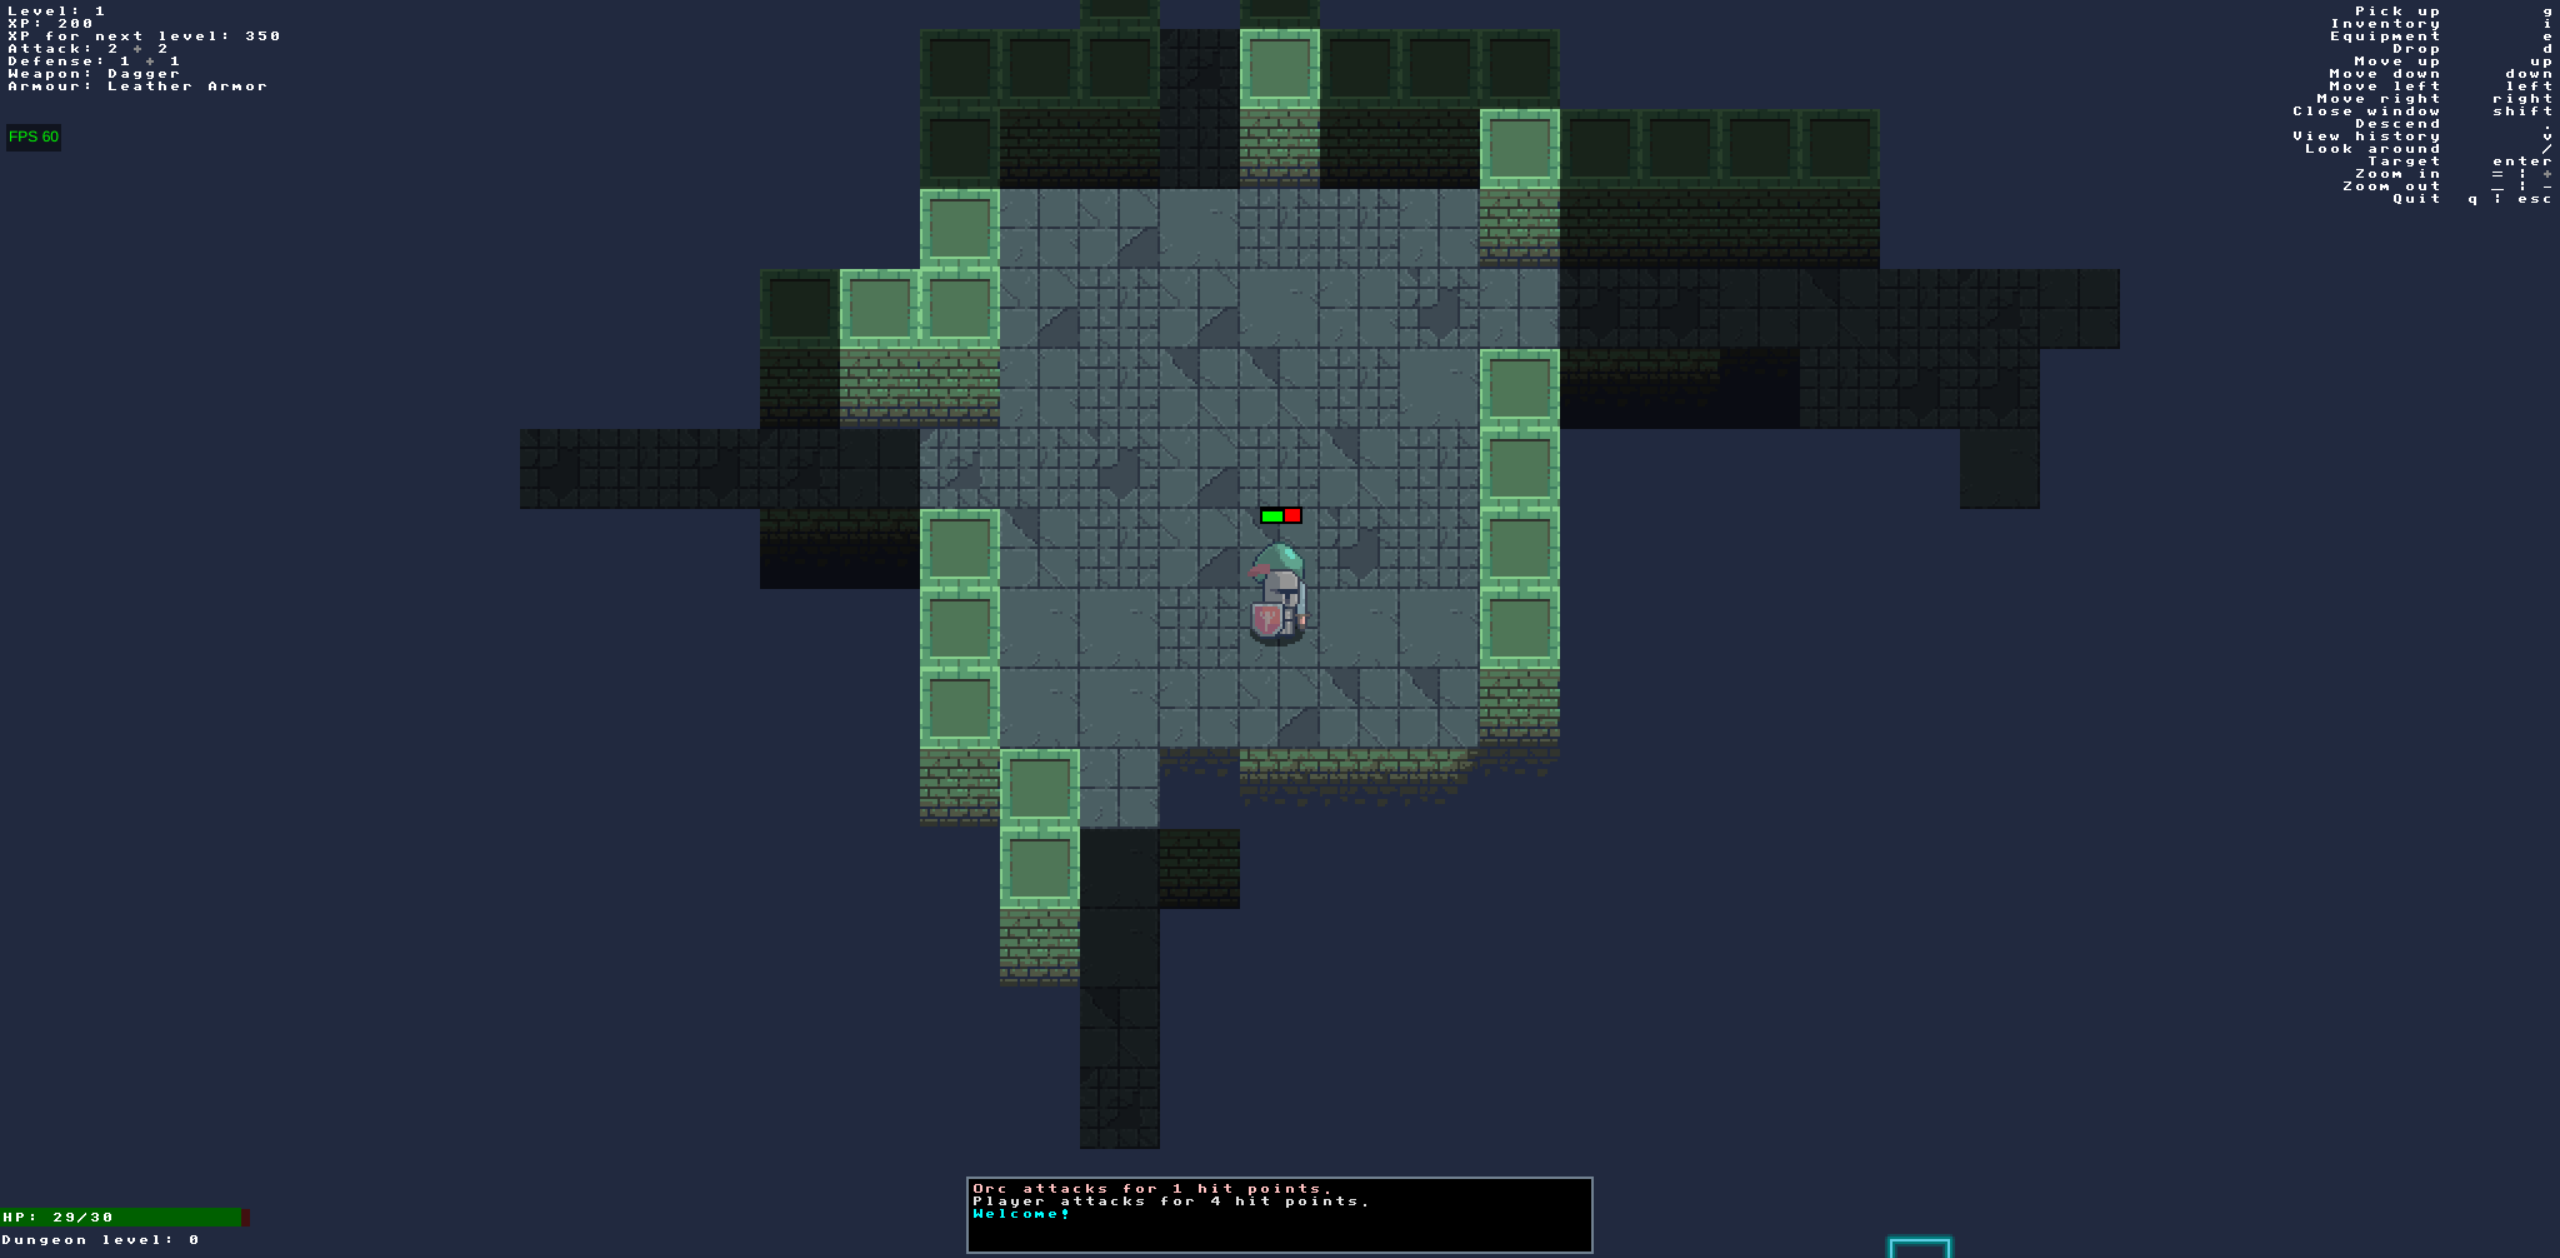 Level: 1
XP: 200
XP for next level: 350
Attack: 2 + 2
Defense: 1 + 1
Weapon: Dagger
Armour: Leather Armor
FPS 60
Pick up g
Inventory i
Equipment e
Drop d
Move up up
Move down down
Move left left
Move right right
Close window shift
Descend .
View history v
Look around /
Target enter
Zoom in = | +
Zoom out _ | -
Quit q | esc
Orc attacks for 1 hit points.
Player attacks for 4 hit points.
Welcome!
HP: 29/30
Dungeon level: 0